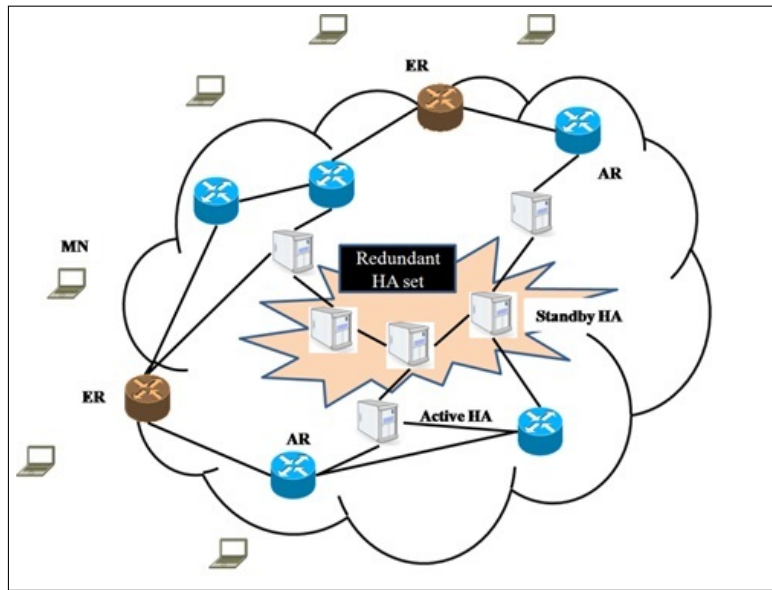 ER
AR
MN
Redundant
HA set
Standby HA
ER
Active HA
AR